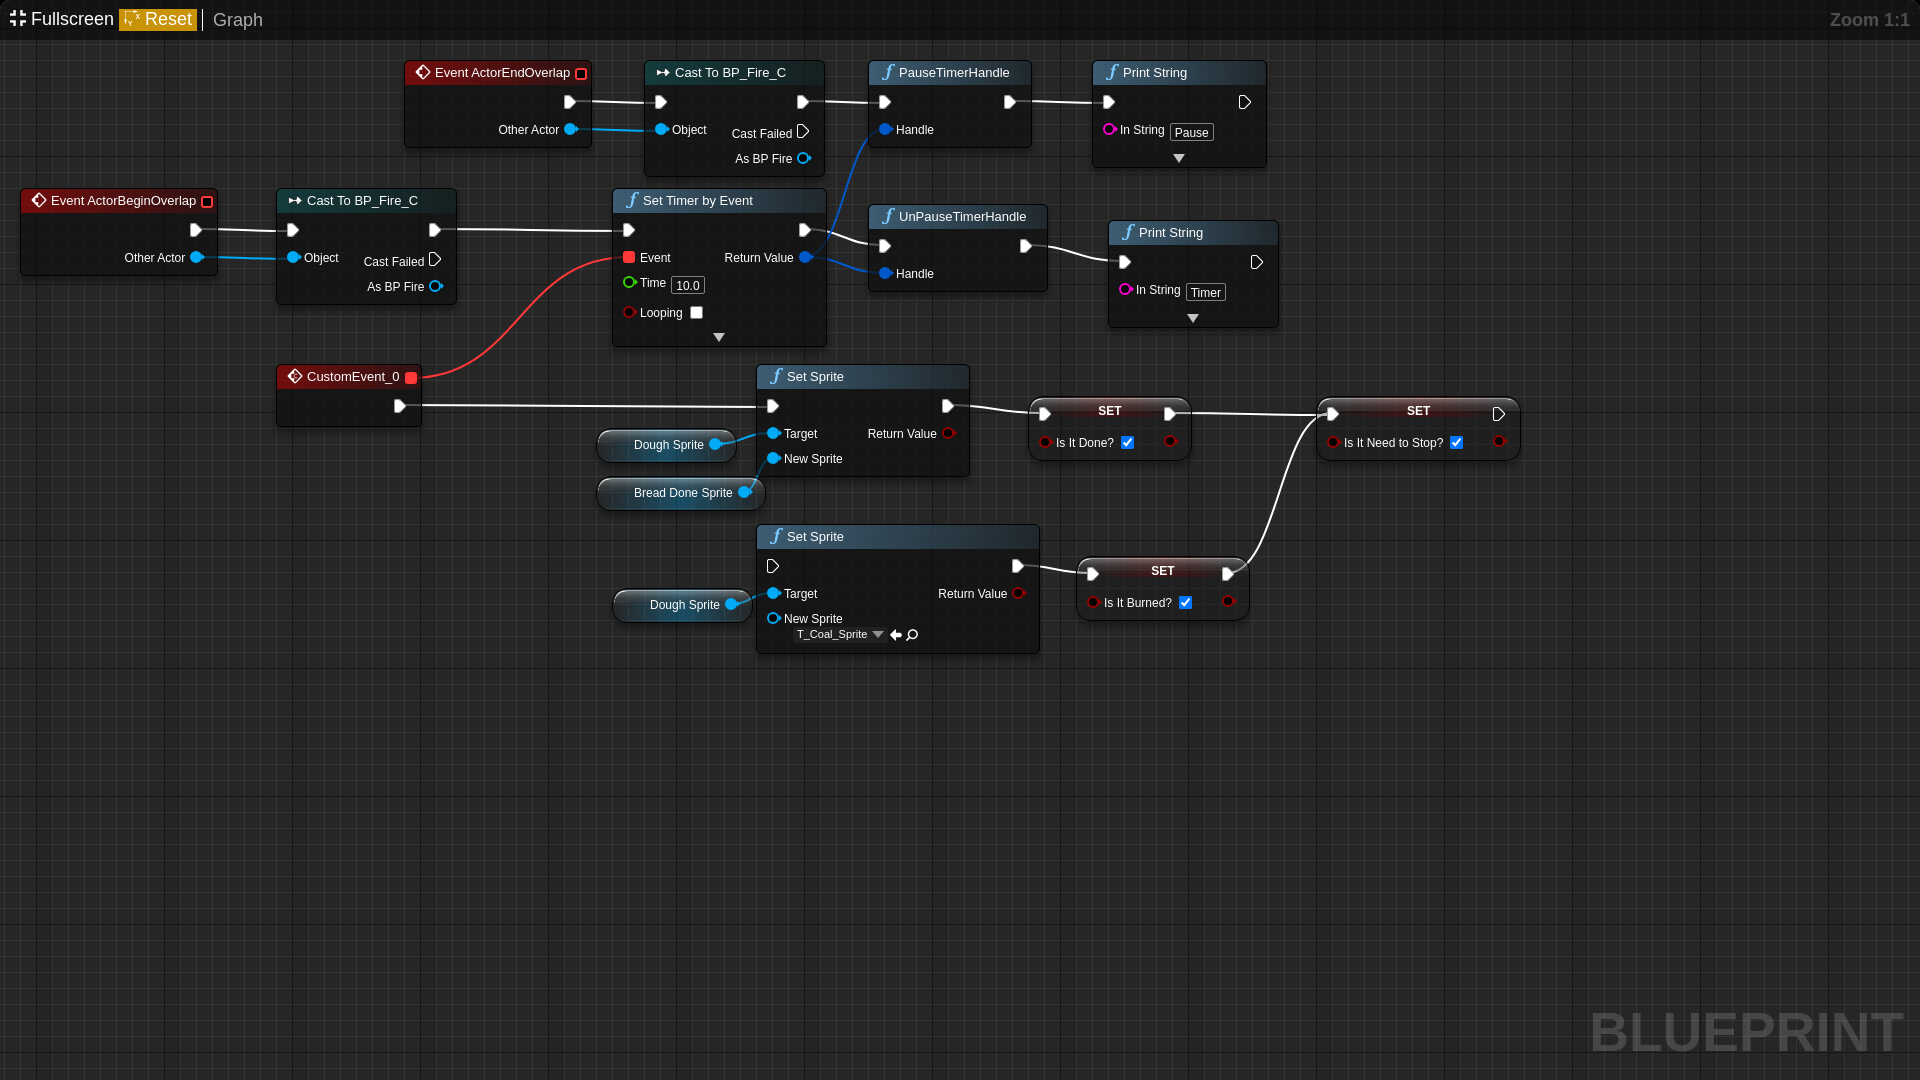 Fullscreen Reset Graph Zoom 1:1
Event ActorEndOverlap
Other Actor
Cast To BP_Fire_C
Object
Cast Failed
As BP Fire
PauseTimerHandle
Handle
Print String
In String Pause
Event ActorBeginOverlap
Other Actor
Cast To BP_Fire_C
Object
Cast Failed
As BP Fire
Set Timer by Event
Event Return Value
Time 10.0
Looping
UnPauseTimerHandle
Handle
Print String
In String Timer
CustomEvent_0
Set Sprite
Target Return Value
New Sprite
Dough Sprite
Bread Done Sprite
SET
Is It Done?
SET
Is It Need to Stop?
Set Sprite
Target Return Value
New Sprite
T_Coal_Sprite
Dough Sprite
SET
Is It Burned?
BLUEPRINT